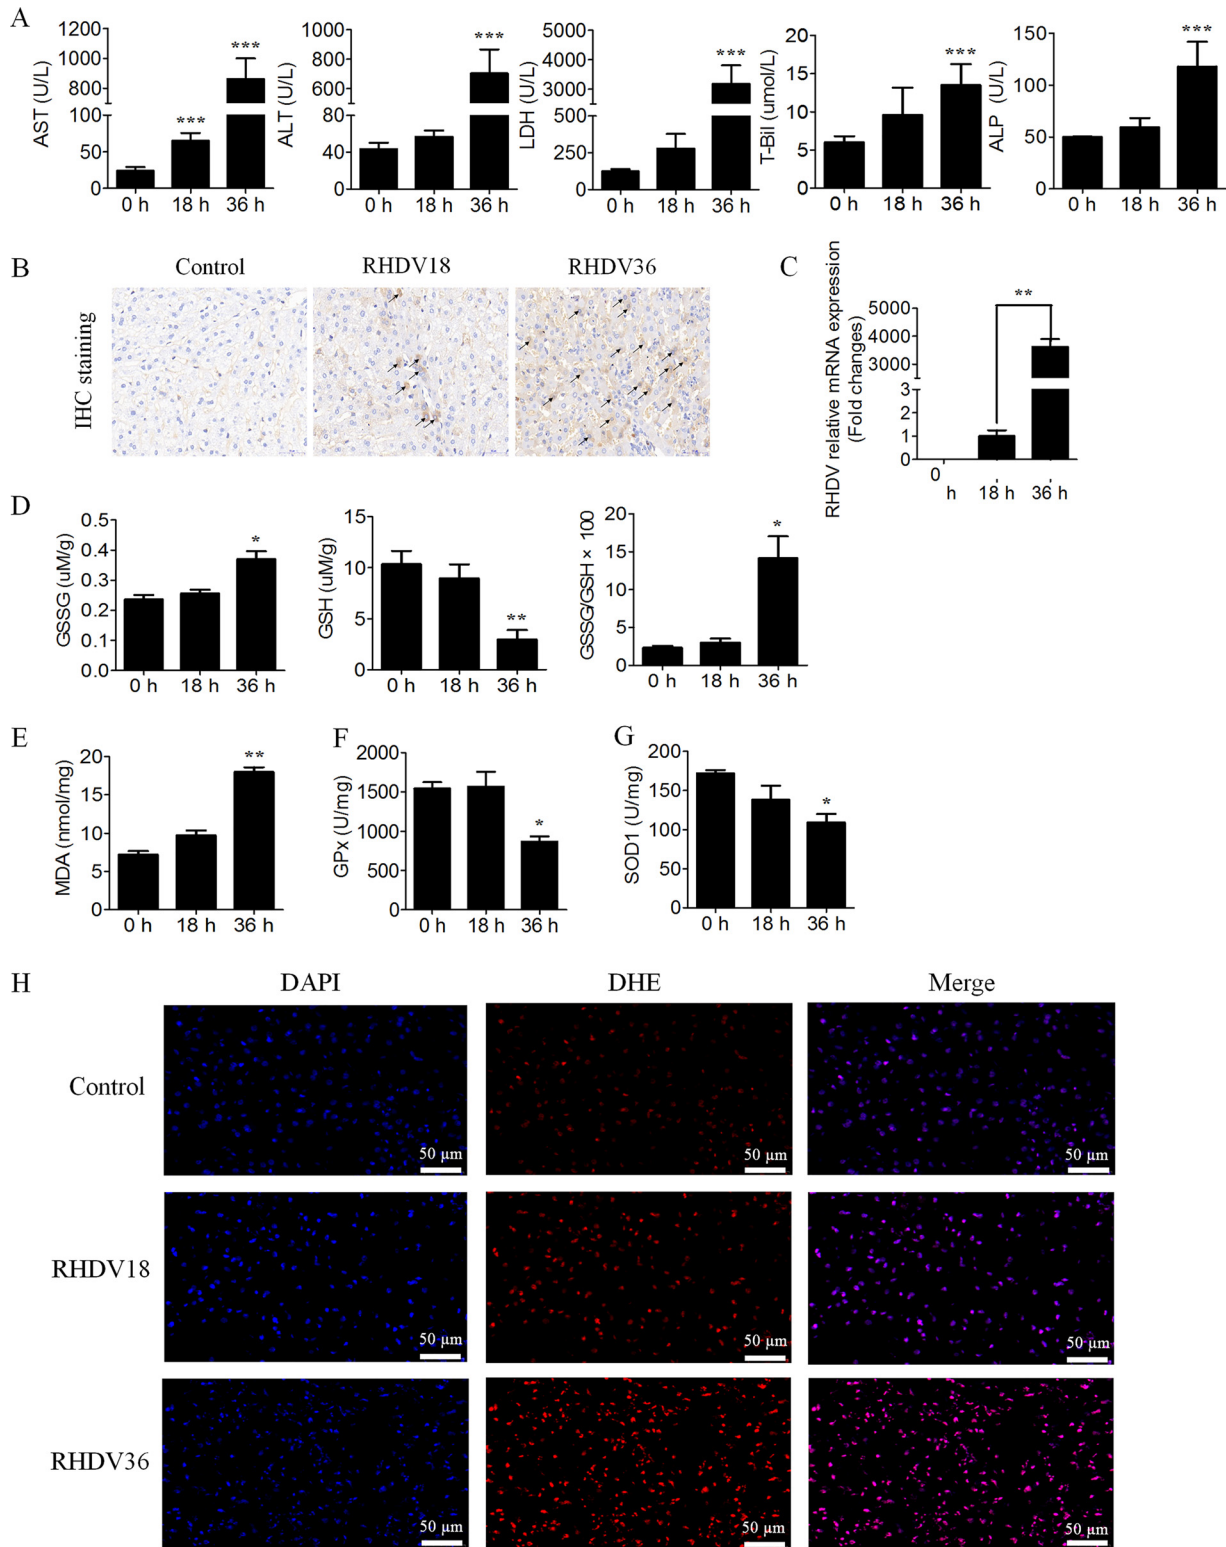 A
AST (U/L)
1200
1000
800
600
400
100
50
0
***
***
0 h 18 h 36 h
ALT (U/L)
1000
800
600
400
80
40
0
***
0 h 18 h 36 h
LDH (U/L)
5000
4000
3000
2000
500
250
0
***
0 h 18 h 36 h
T-Bil (umol/L)
20
15
10
5
0
***
0 h 18 h 36 h
ALP (U/L)
150
100
50
0
***
0 h 18 h 36 h
B
Control RHDV18 RHDV36
IHC staining
C
RHDV relative mRNA expression
(Fold changes)
5000
4000
3000
3
2
1
0
**
0 h 18 h 36 h
D
GSSG (uM/g)
0.5
0.4
0.3
0.2
0.1
0.0
*
0 h 18 h 36 h
GSH (uM/g)
15
10
5
0
**
0 h 18 h 36 h
GSSG/GSH × 100
20
15
10
5
0
*
0 h 18 h 36 h
E
MDA (nmol/mg)
20
15
10
5
0
**
0 h 18 h 36 h
F
GPx (U/mg)
2000
1500
1000
500
0
*
0 h 18 h 36 h
G
SOD1 (U/mg)
200
150
100
50
0
*
0 h 18 h 36 h
H
DAPI DHE Merge
Control
50 µm 50 µm 50 µm
RHDV18
50 µm 50 µm 50 µm
RHDV36
50 µm 50 µm 50 µm